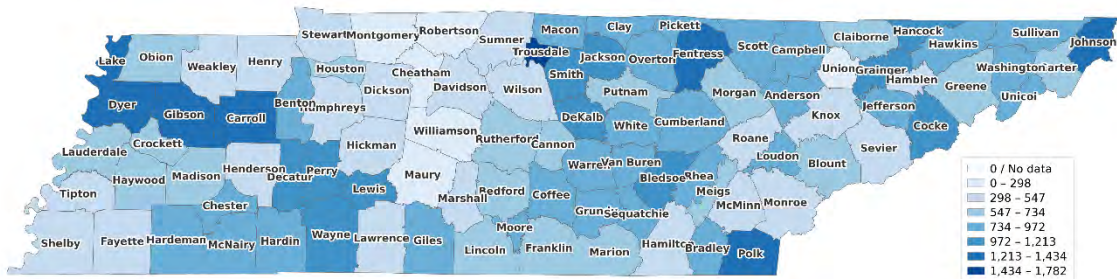 Stewart Montgomery Robertson Sumner Macon Clay Pickett Sullivan Johnson
Lake Obion Weakley Henry Houston Cheatham Trousdale Jackson Overton Fentress Scott Campbell Claiborne Hancock Hawkins
Smith Union Grainger Hamblen Washington arter
Dyer Gibson Carroll Benton Humphreys Dickson Davidson Wilson Putnam Morgan Anderson Jefferson Greene Unicoi
DeKalb White Cumberland Knox Cocke
Crockett Williamson Rutherford Cannon Roane Sevier
Lauderdale Haywood Madison Henderson Decatur Perry Hickman Maury Warren Van Buren Bledsoe Rhea Loudon Blount
Tipton Chester Lewis Marshall Redford Coffee Grundy Sequatchie Meigs McMinn Monroe
Shelby Fayette Hardeman McNairy Hardin Wayne Lawrence Giles Lincoln Moore Franklin Marion Hamilton Bradley Polk
0 / No data
0 – 298
298 – 547
547 – 734
734 – 972
972 – 1,213
1,213 – 1,434
1,434 – 1,782